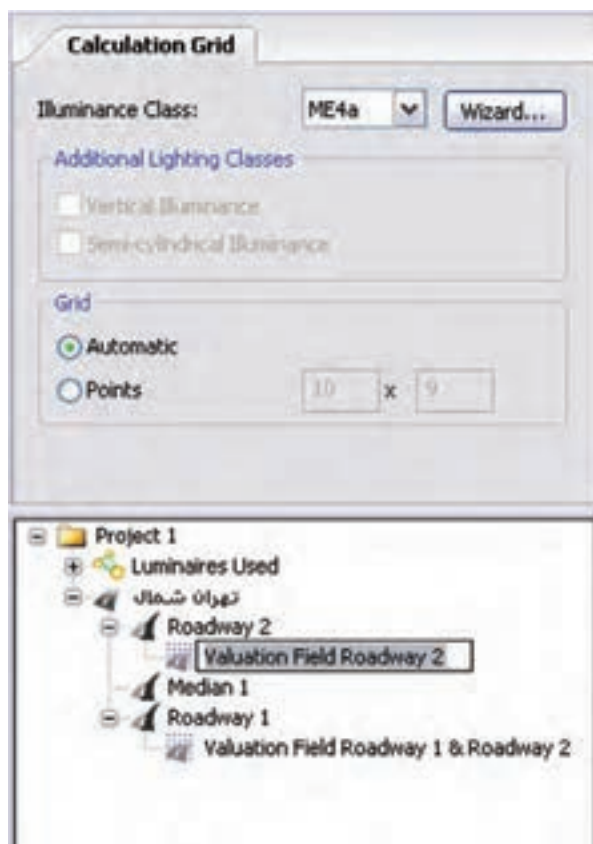 Calculation Grid
Illuminance Class: ME4a Wizard...
Additional Lighting Classes
Vertical Illuminance
Semi-cylindrical Illuminance
Grid
Automatic
Points 10 x 9
Project 1
Luminaires Used
تهران شمال
Roadway 2
Valuation Field Roadway 2
Median 1
Roadway 1
Valuation Field Roadway 1 & Roadway 2